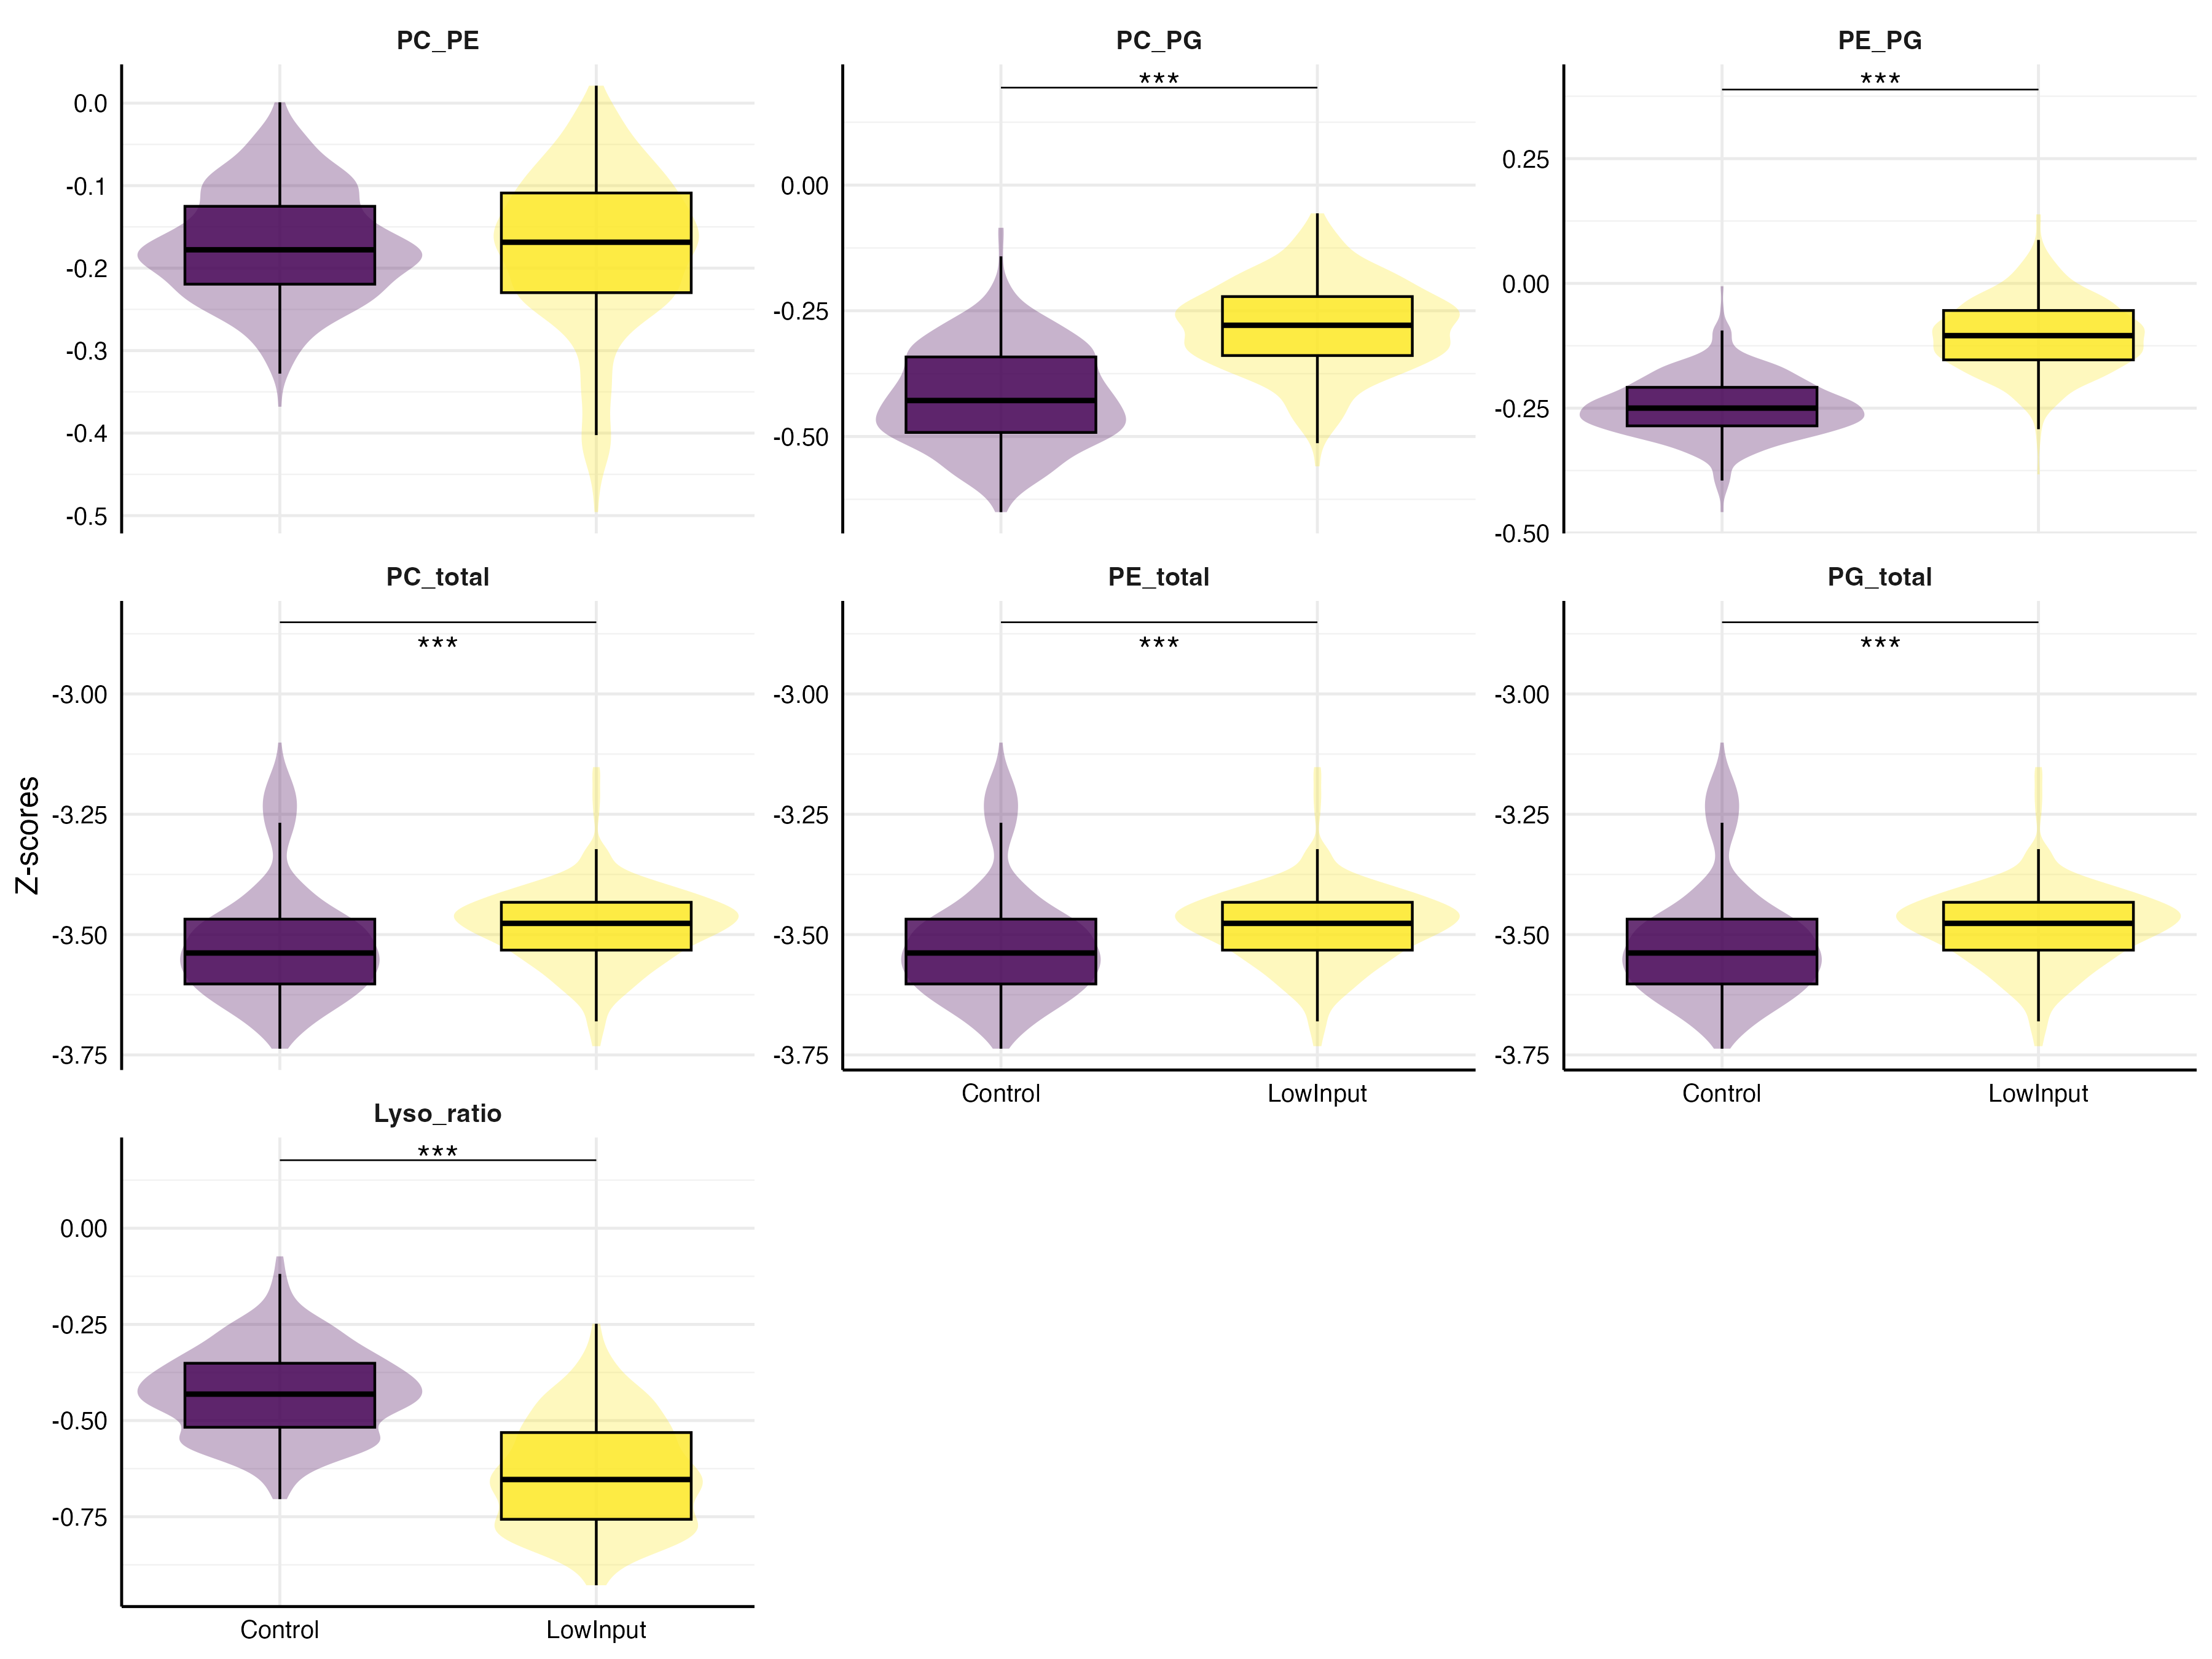 PC_PE
PC_PG
PE_PG
***
***
0.0
-0.1
-0.2
-0.3
-0.4
-0.5
0.00
-0.25
-0.50
0.25
0.00
-0.25
-0.50
PC_total
PE_total
PG_total
***
***
***
-3.00
-3.25
-3.50
-3.75
-3.00
-3.25
-3.50
-3.75
-3.00
-3.25
-3.50
-3.75
Z-scores
Control
LowInput
Control
LowInput
Lyso_ratio
***
0.00
-0.25
-0.50
-0.75
Control
LowInput